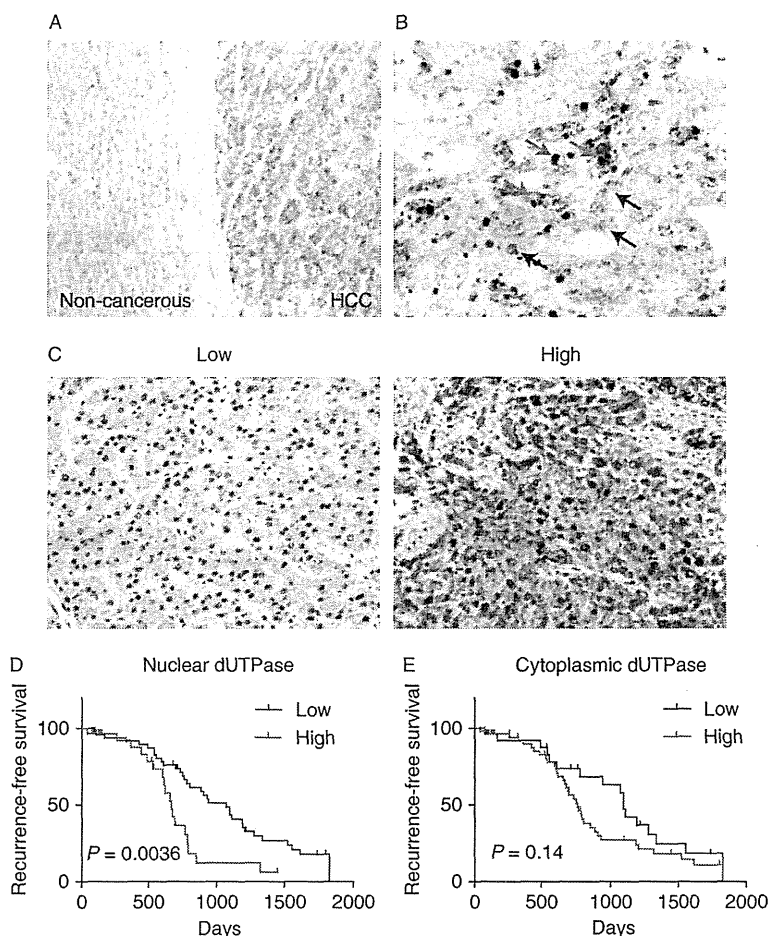 A
B
Non-cancerous
HCC
C
Low
High
D
Nuclear dUTPase
Low
High
Recurrence-free survival
100
50
0
P = 0.0036
0
500
1000
1500
2000
Days
E
Cytoplasmic dUTPase
Low
High
Recurrence-free survival
100
50
0
P = 0.14
0
500
1000
1500
2000
Days